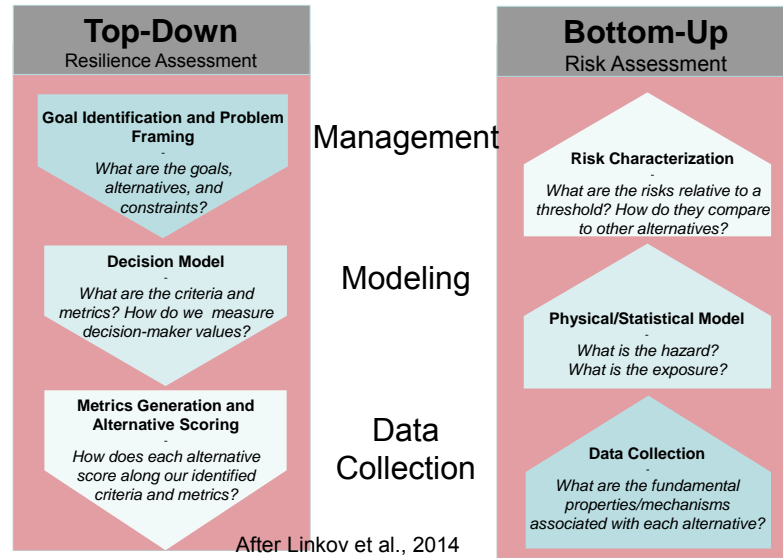 Top-Down
Resilience Assessment
Goal Identification and Problem
Framing
-
What are the goals,
alternatives, and
constraints?
Decision Model
-
What are the criteria and
metrics? How do we measure
decision-maker values?
Metrics Generation and
Alternative Scoring
-
How does each alternative
score along our identified
criteria and metrics?
Management
Modeling
Data
Collection
Bottom-Up
Risk Assessment
Risk Characterization
-
What are the risks relative to a
threshold? How do they compare
to other alternatives?
Physical/Statistical Model
-
What is the hazard?
What is the exposure?
Data Collection
-
What are the fundamental
properties/mechanisms
associated with each alternative?
After Linkov et al., 2014